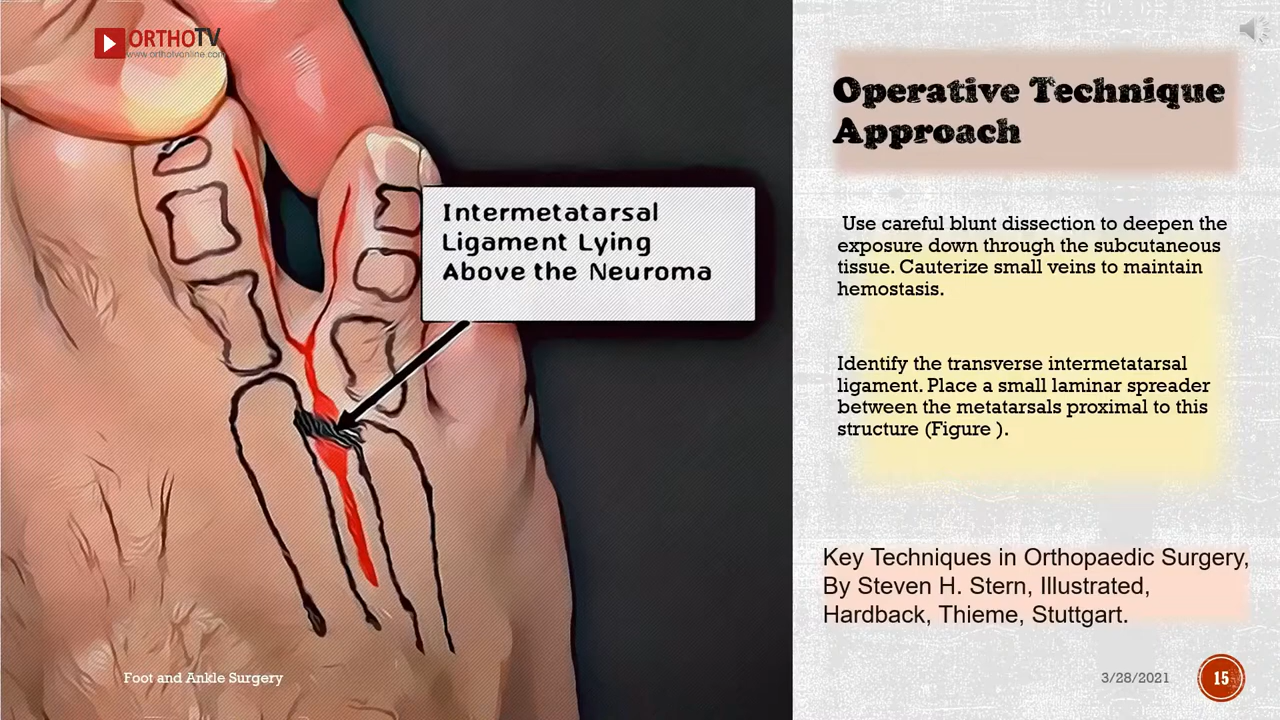 ORTHOTV
www.orthotvonline.com
Intermetatarsal
Ligament Lying
Above the Neuroma
Foot and Ankle Surgery
Operative Technique
Approach
Use careful blunt dissection to deepen the
exposure down through the subcutaneous
tissue. Cauterize small veins to maintain
hemostasis.
Identify the transverse intermetatarsal
ligament. Place a small laminar spreader
between the metatarsals proximal to this
structure (Figure ).
Key Techniques in Orthopaedic Surgery,
By Steven H. Stern, Illustrated,
Hardback, Thieme, Stuttgart.
3/28/2021
15